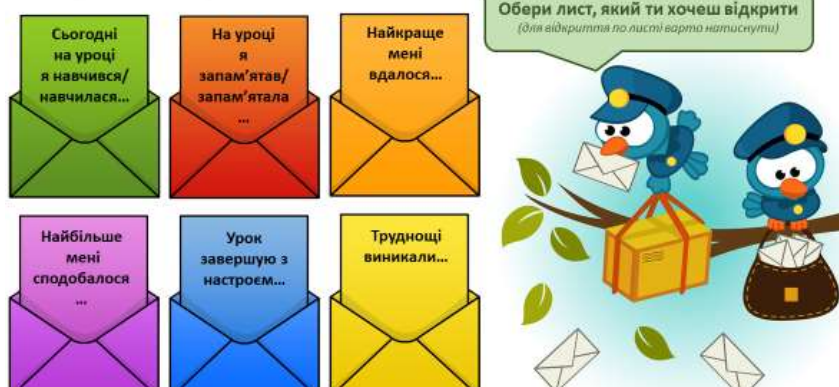 Обери лист, який ти хочеш відкрити
(для відкриття по листі варто натиснути)
Сьогодні
на уроці
я навчився/
навчилася...
На уроці
я
запам'ятав/
запам'ятала
...
Найкраще
мені
вдалося...
Найбільше
мені
сподобалося
...
Урок
завершую з
настроєм...
Труднощі
виникали...